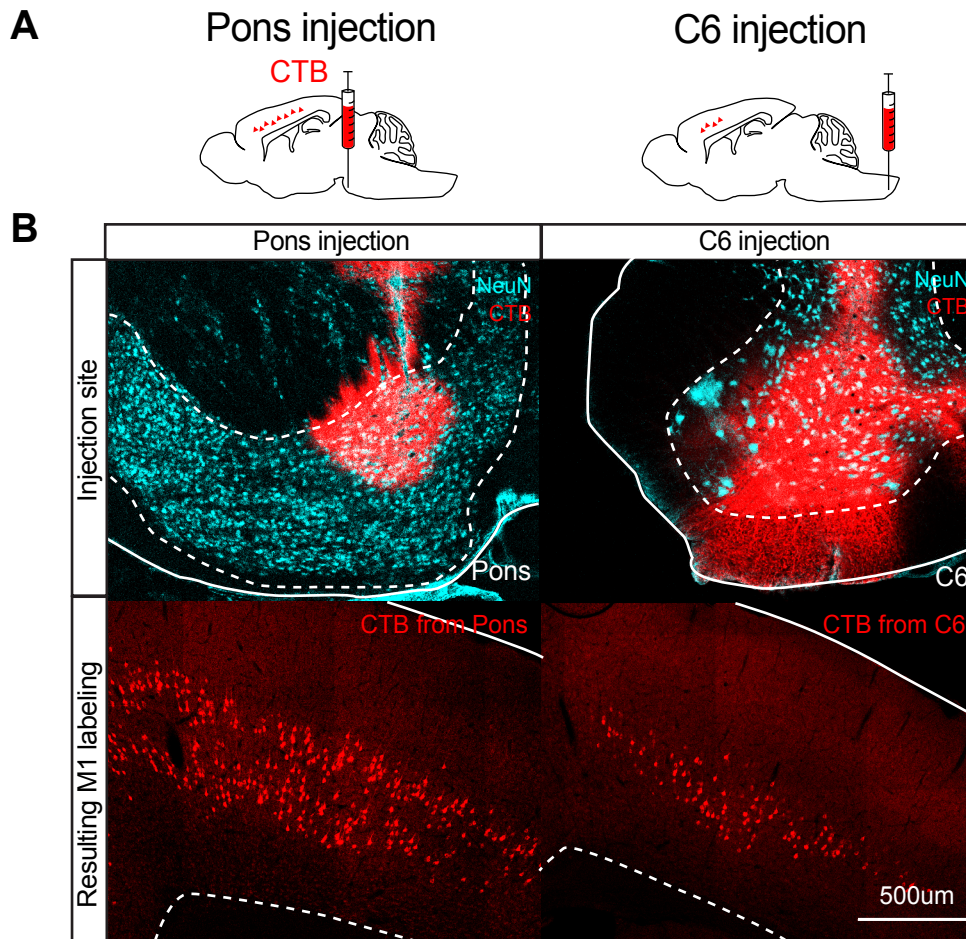 A
Pons injection
C6 injection
CTB
B
Pons injection
C6 injection
Injection site
NeuN
CTB
Pons
NeuN
CTB
C6
Resulting M1 labeling
CTB from Pons
CTB from C6
500um